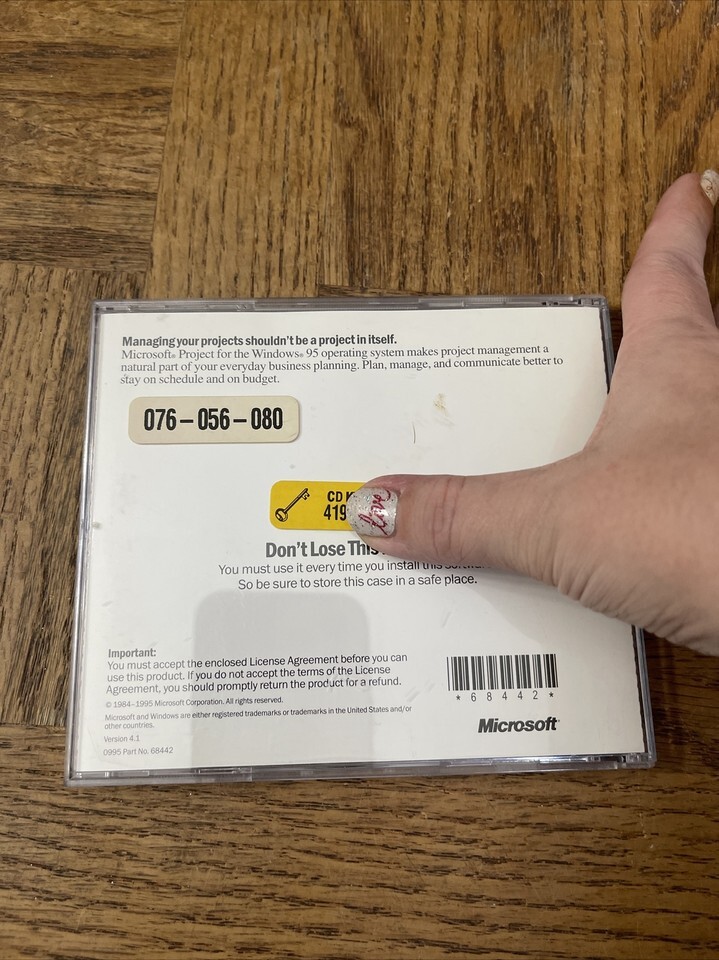 Managing your projects shouldn't be a project in itself.
Microsoft® Project for the Windows® 95 operating system makes project management a
natural part of your everyday business planning. Plan, manage, and communicate better to
stay on schedule and on budget.
076-056-080
CD
419
Don't Lose This
You must use it every time you install this
So be sure to store this case in a safe place.
Important:
You must accept the enclosed License Agreement before you can
use this product. If you do not accept the terms of the License
Agreement, you should promptly return the product for a refund.
© 1984–1995 Microsoft Corporation. All rights reserved.
Microsoft and Windows are either registered trademarks or trademarks in the United States and/or
other countries.
Version 4.1
0995 Part No. 68442
*68442*
Microsoft
love